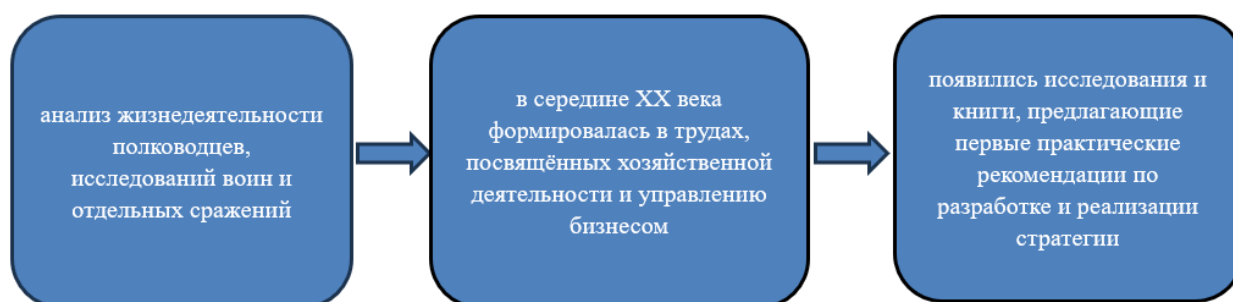 анализ жизнедеятельности
полководцев,
исследований воин и
отдельных сражений
в середине XX века
формировалась в трудах,
посвящённых хозяйственной
деятельности и управлению
бизнесом
появились исследования и
книги, предлагающие
первые практические
рекомендации по
разработке и реализации
стратегии